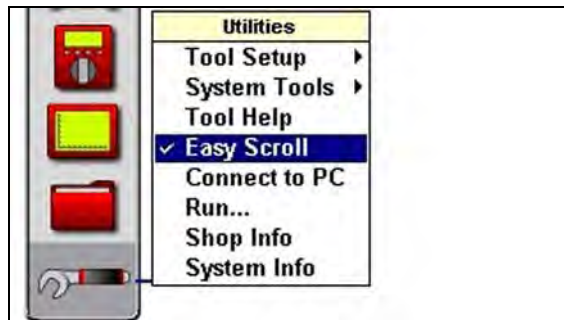 Utilities
Tool Setup
System Tools
Tool Help
Easy Scroll
Connect to PC
Run...
Shop Info
System Info